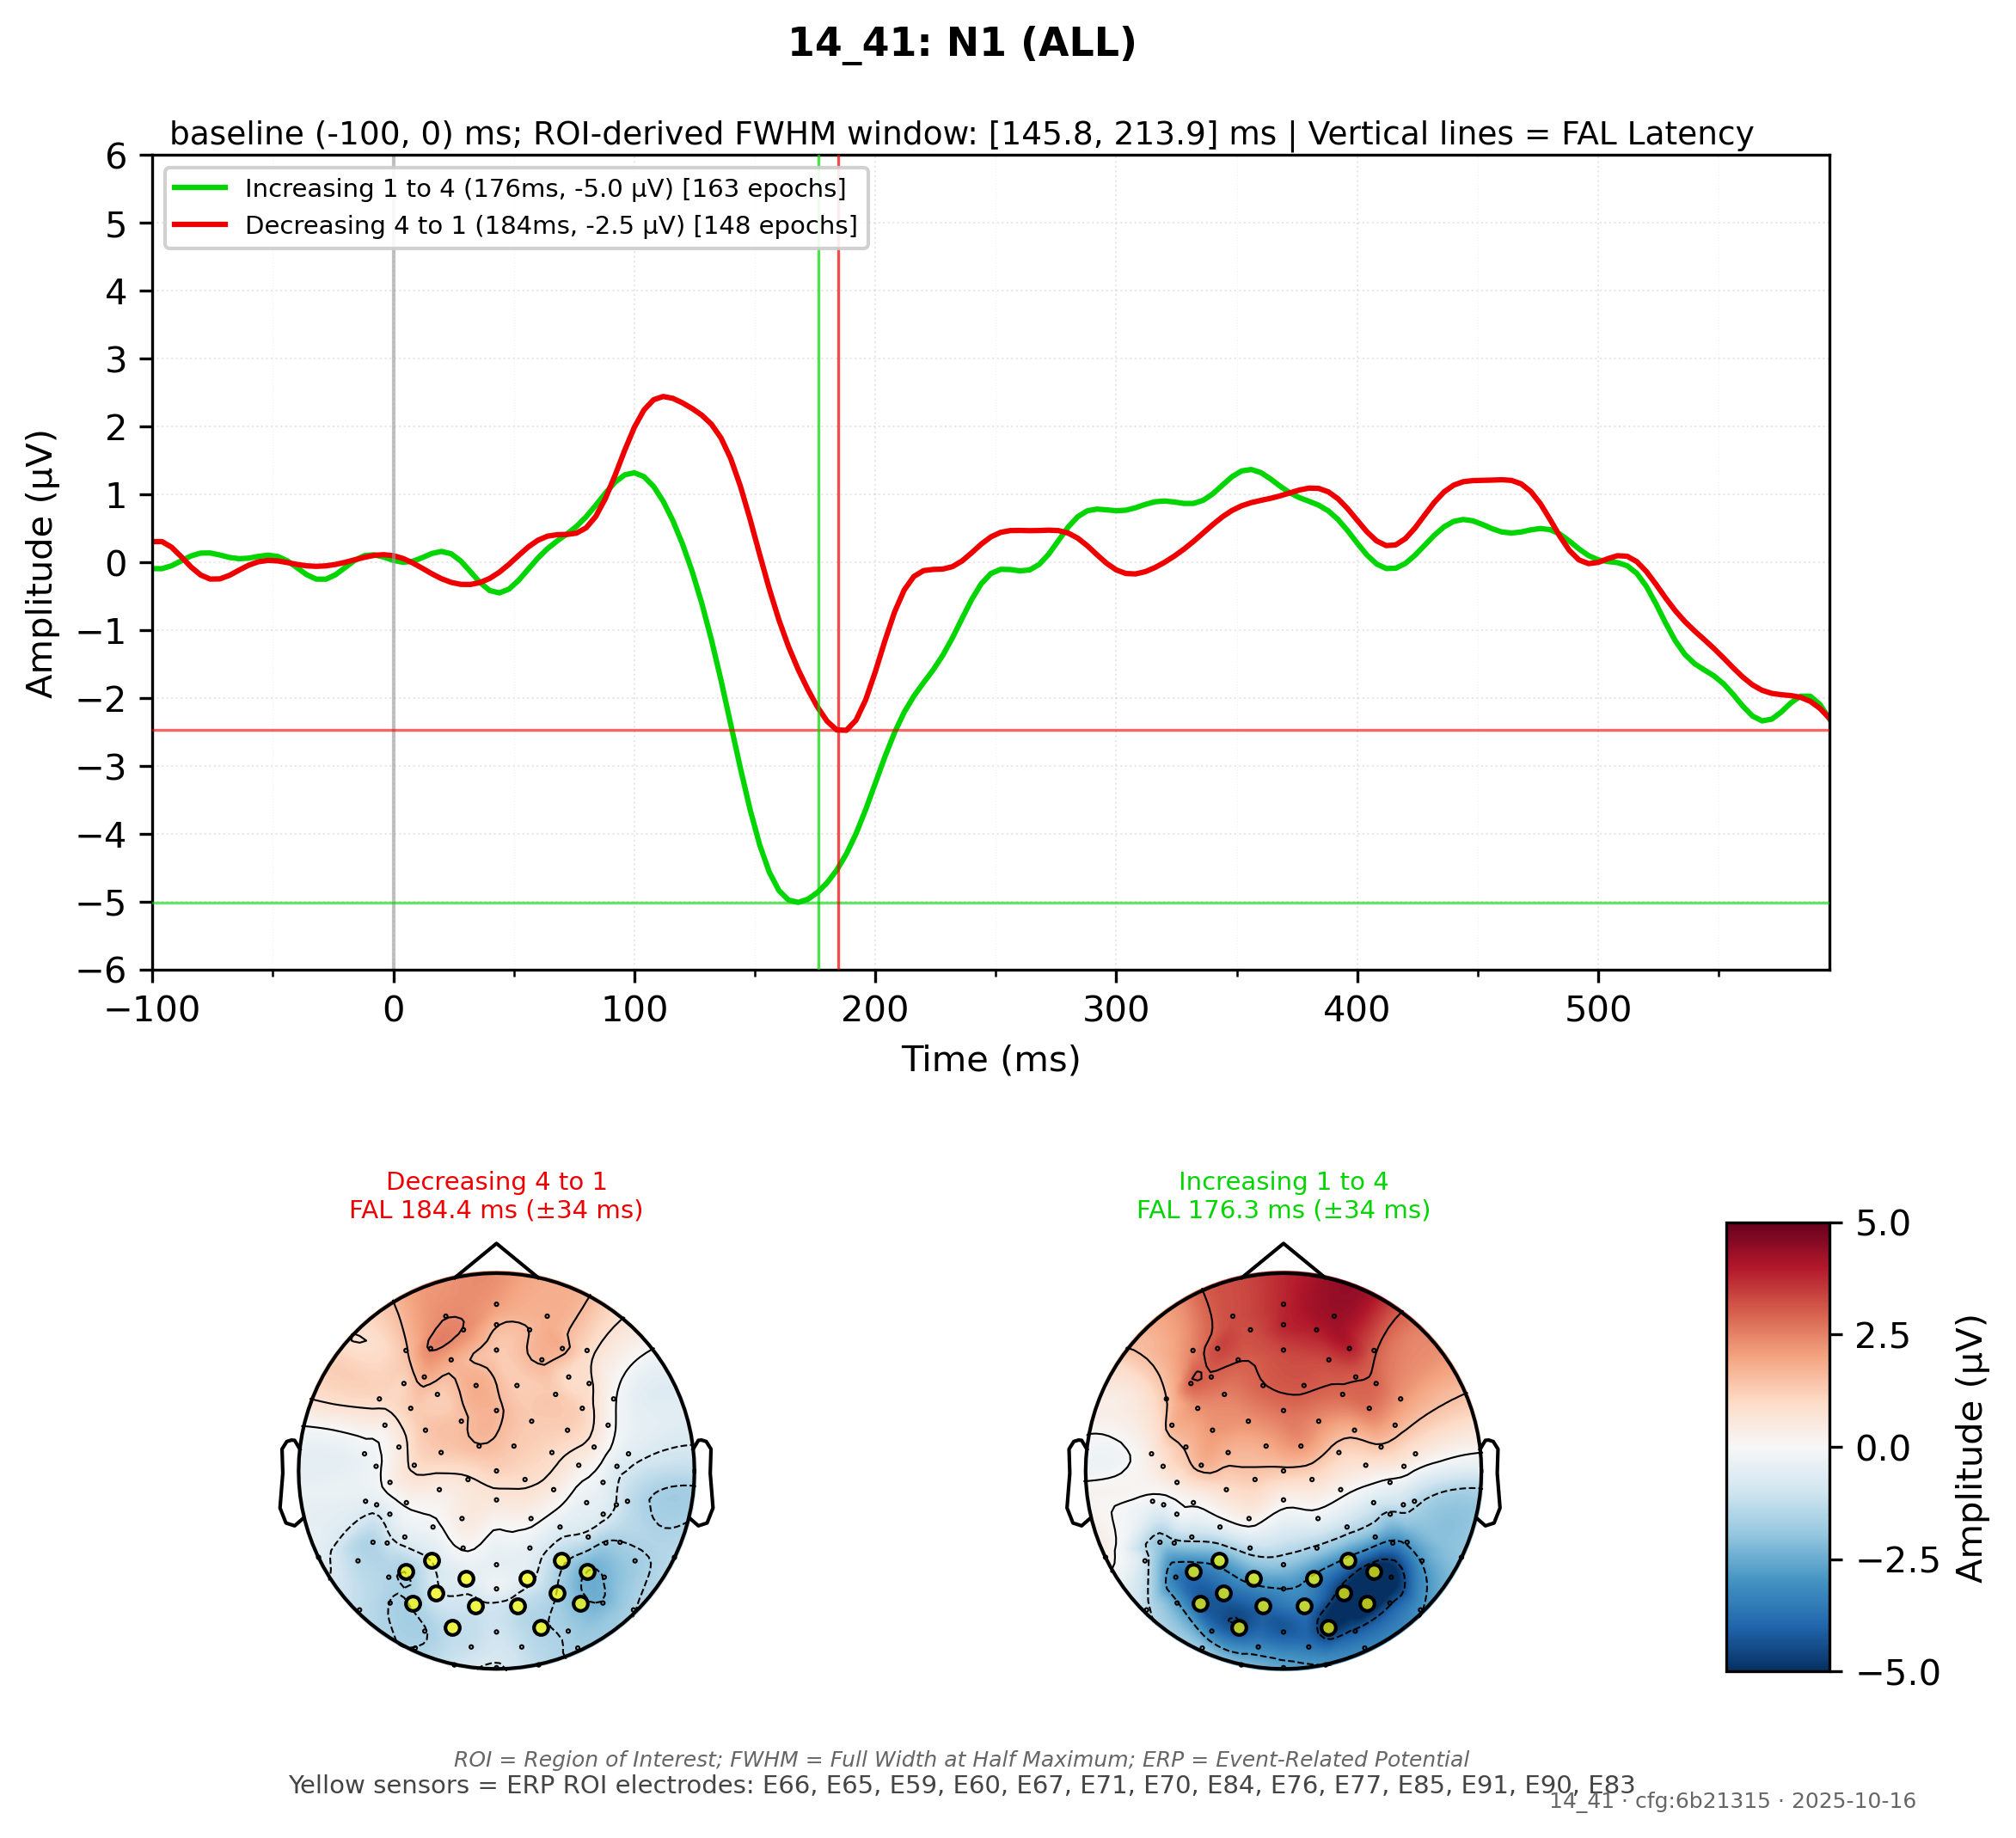 14_41: N1 (ALL)
baseline (-100, 0) ms; ROI-derived FWHM window: [145.8, 213.9] ms | Vertical lines = FAL Latency
Increasing 1 to 4 (176ms, -5.0 µV) [163 epochs]
Decreasing 4 to 1 (184ms, -2.5 µV) [148 epochs]
Amplitude (µV)
6
5
4
3
2
1
0
−1
−2
−3
−4
−5
−6
−100 0 100 200 300 400 500
Time (ms)
Decreasing 4 to 1
FAL 184.4 ms (±34 ms)
Increasing 1 to 4
FAL 176.3 ms (±34 ms)
5.0
2.5
0.0
−2.5
−5.0
Amplitude (µV)
ROI = Region of Interest; FWHM = Full Width at Half Maximum; ERP = Event-Related Potential
Yellow sensors = ERP ROI electrodes: E66, E65, E59, E60, E67, E71, E70, E84, E76, E77, E85, E91, E90, E83
14_41 · cfg:6b21315 · 2025-10-16